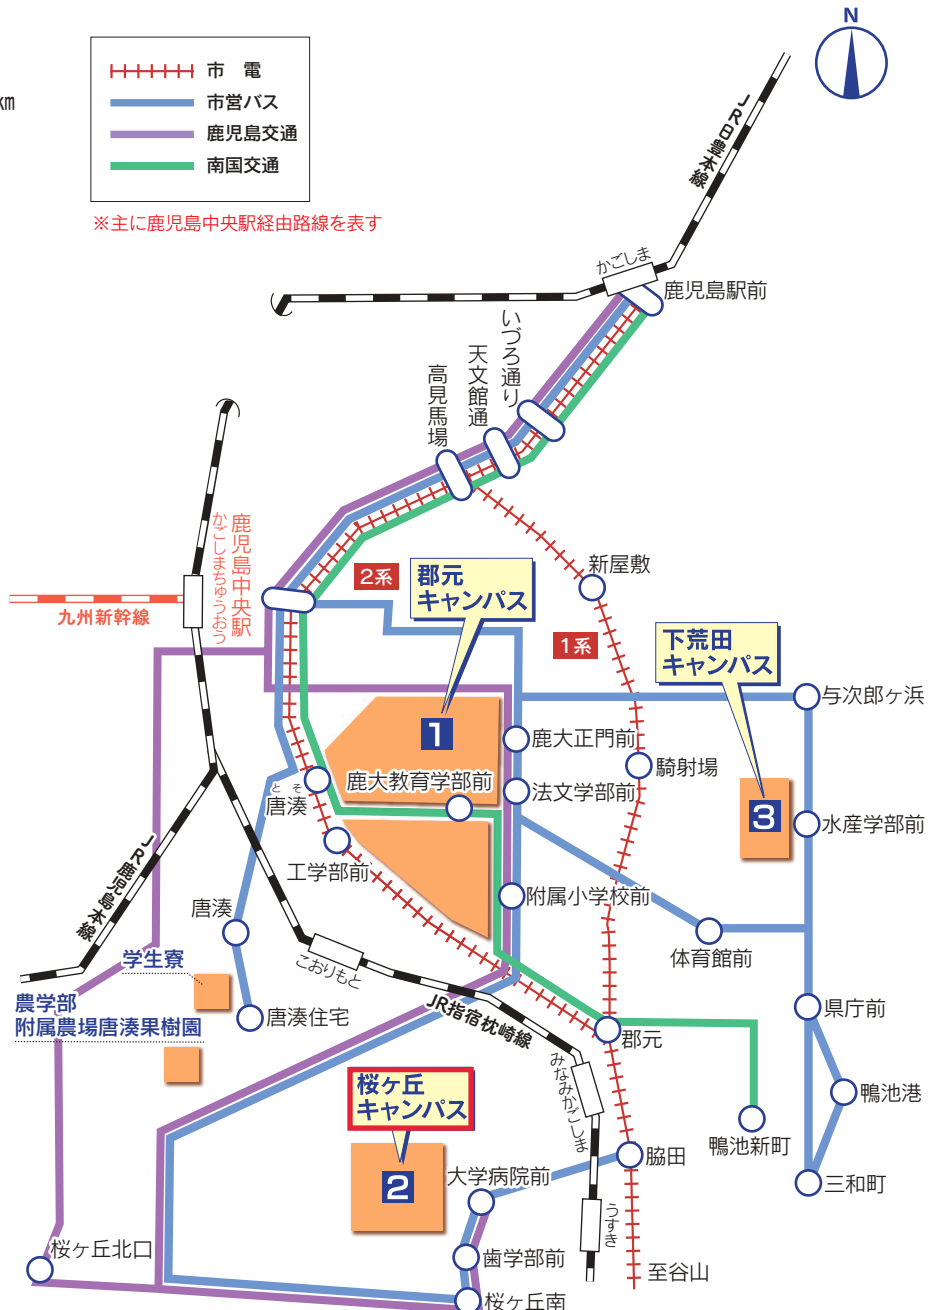 N
km
市　電
市営バス
鹿児島交通
南国交通
※主に鹿児島中央駅経由路線を表す
JR日豊本線
かごしま
鹿児島駅前
いづろ通り
天文館通
高見馬場
鹿児島中央駅
かごしまちゅうおう
九州新幹線
2系
郡元
キャンパス
新屋敷
1系
下荒田
キャンパス
与次郎ヶ浜
1
鹿大正門前
騎射場
鹿大教育学部前
法文学部前
とそ
唐湊
3
水産学部前
工学部前
JR鹿児島本線
附属小学校前
唐湊
体育館前
学生寮
こおりもと
農学部
附属農場唐湊果樹園
唐湊住宅
JR指宿枕崎線
県庁前
郡元
みなみかごしま
桜ヶ丘
キャンパス
鴨池港
鴨池新町
脇田
2
大学病院前
三和町
うすき
桜ヶ丘北口
歯学部前
至谷山
桜ヶ丘南